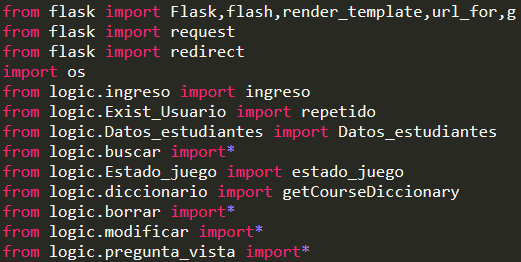 from flask import Flask,flash,render_template,url_for,g
from flask import request
from flask import redirect
import os
from logic.ingreso import ingreso
from logic.Exist_Usuario import repetido
from logic.Datos_estudiantes import Datos_estudiantes
from logic.buscar import*
from logic.Estado_juego import estado_juego
from logic.diccionario import getCourseDiccionary
from logic.borrar import*
from logic.modificar import*
from logic.pregunta_vista import*